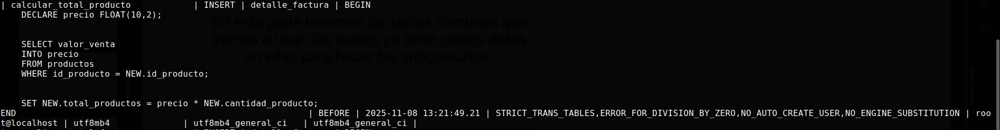 | calcular_total_producto            | INSERT | detalle_factura | BEGIN
    DECLARE precio FLOAT(10,2);
    SELECT valor_venta
    INTO precio
    FROM productos
    WHERE id_producto = NEW.id_producto;
    SET NEW.total_productos = precio * NEW.cantidad_producto;
END                                                        | BEFORE | 2025-11-08 13:21:49.21 | STRICT_TRANS_TABLES,ERROR_FOR_DIVISION_BY_ZERO,NO_AUTO_CREATE_USER,NO_ENGINE_SUBSTITUTION | roo
t@localhost | utf8mb4              | utf8mb4_general_ci   | utf8mb4_general_ci |
En esta parte tenemos las tablas comunes que
iremos a usar, las cuales ya tiene ciertos datos
en ellas para hacer las subconsultas.